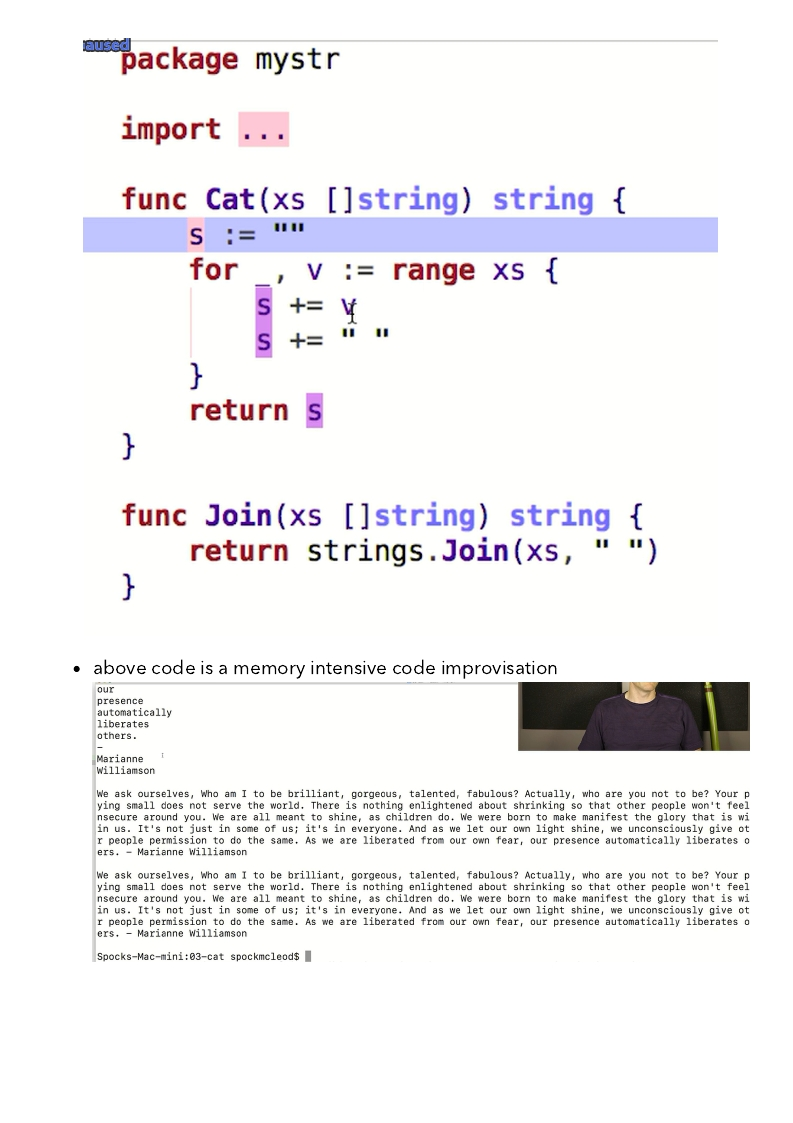 aused
package mystr
import ...
func Cat(xs []string) string {
s := ""
for _, v := range xs {
s += v
s += " "
}
return s
}
func Join(xs []string) string {
return strings.Join(xs, " ")
}
• above code is a memory intensive code improvisation
our
presence
automatically
liberates
others.
—
Marianne
Williamson
We ask ourselves, Who am I to be brilliant, gorgeous, talented, fabulous? Actually, who are you not to be? Your p
ying small does not serve the world. There is nothing enlightened about shrinking so that other people won't feel
nsecure around you. We are all meant to shine, as children do. We were born to make manifest the glory that is wi
in us. It's not just in some of us; it's in everyone. And as we let our own light shine, we unconsciously give ot
r people permission to do the same. As we are liberated from our own fear, our presence automatically liberates o
ers. — Marianne Williamson
We ask ourselves, Who am I to be brilliant, gorgeous, talented, fabulous? Actually, who are you not to be? Your p
ying small does not serve the world. There is nothing enlightened about shrinking so that other people won't feel
nsecure around you. We are all meant to shine, as children do. We were born to make manifest the glory that is wi
in us. It's not just in some of us; it's in everyone. And as we let our own light shine, we unconsciously give ot
r people permission to do the same. As we are liberated from our own fear, our presence automatically liberates o
ers. — Marianne Williamson
Spocks-Mac-mini:03-cat spockmcleod$